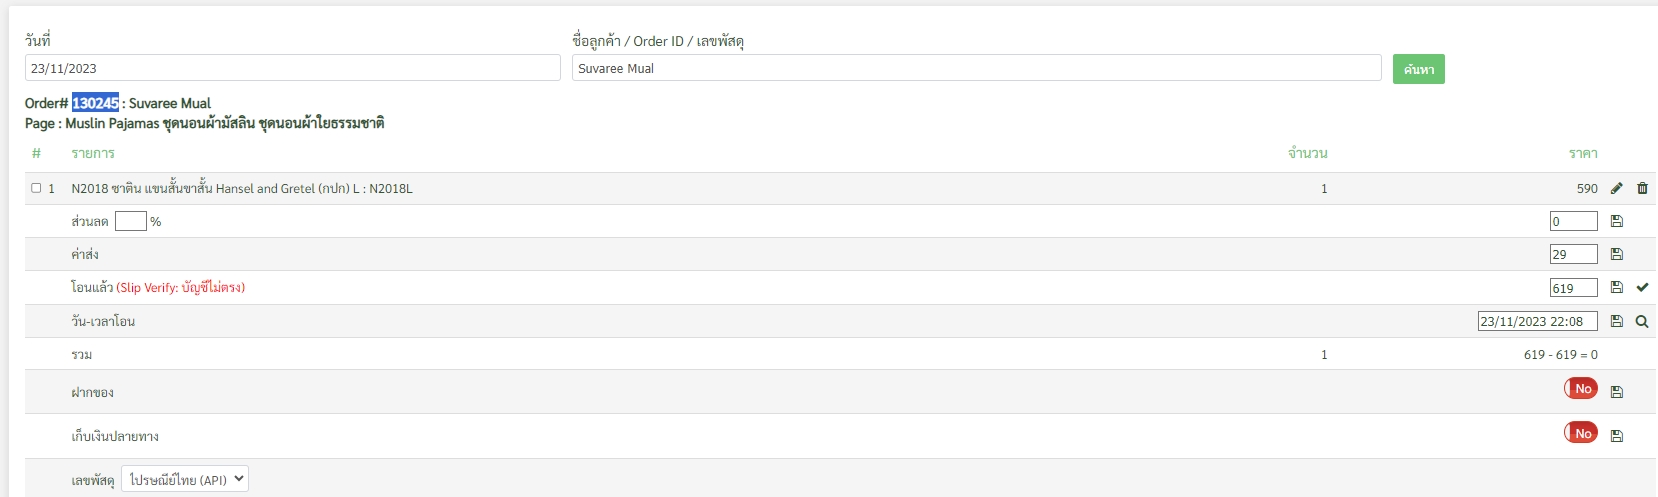 วันที่ ชื่อลูกค้า / Order ID / เลขพัสดุ
23/11/2023 Suvaree Mual ค้นหา
Order# 130245 : Suvaree Mual
Page : Muslin Pajamas ชุดนอนผ้ามัสลิน ชุดนอนผ้าใยธรรมชาติ
# รายการ จำนวน ราคา
1 N2018 ซาติน แขนสั้นขาสั้น Hansel and Gretel (กปก) L : N2018L 1 590
ส่วนลด % 0
ค่าส่ง 29
โอนแล้ว (Slip Verify: บัญชีไม่ตรง) 619
วัน-เวลาโอน 23/11/2023 22:08
รวม 1 619 - 619 = 0
ฝากของ No
เก็บเงินปลายทาง No
เลขพัสดุ ไปรษณีย์ไทย (API)